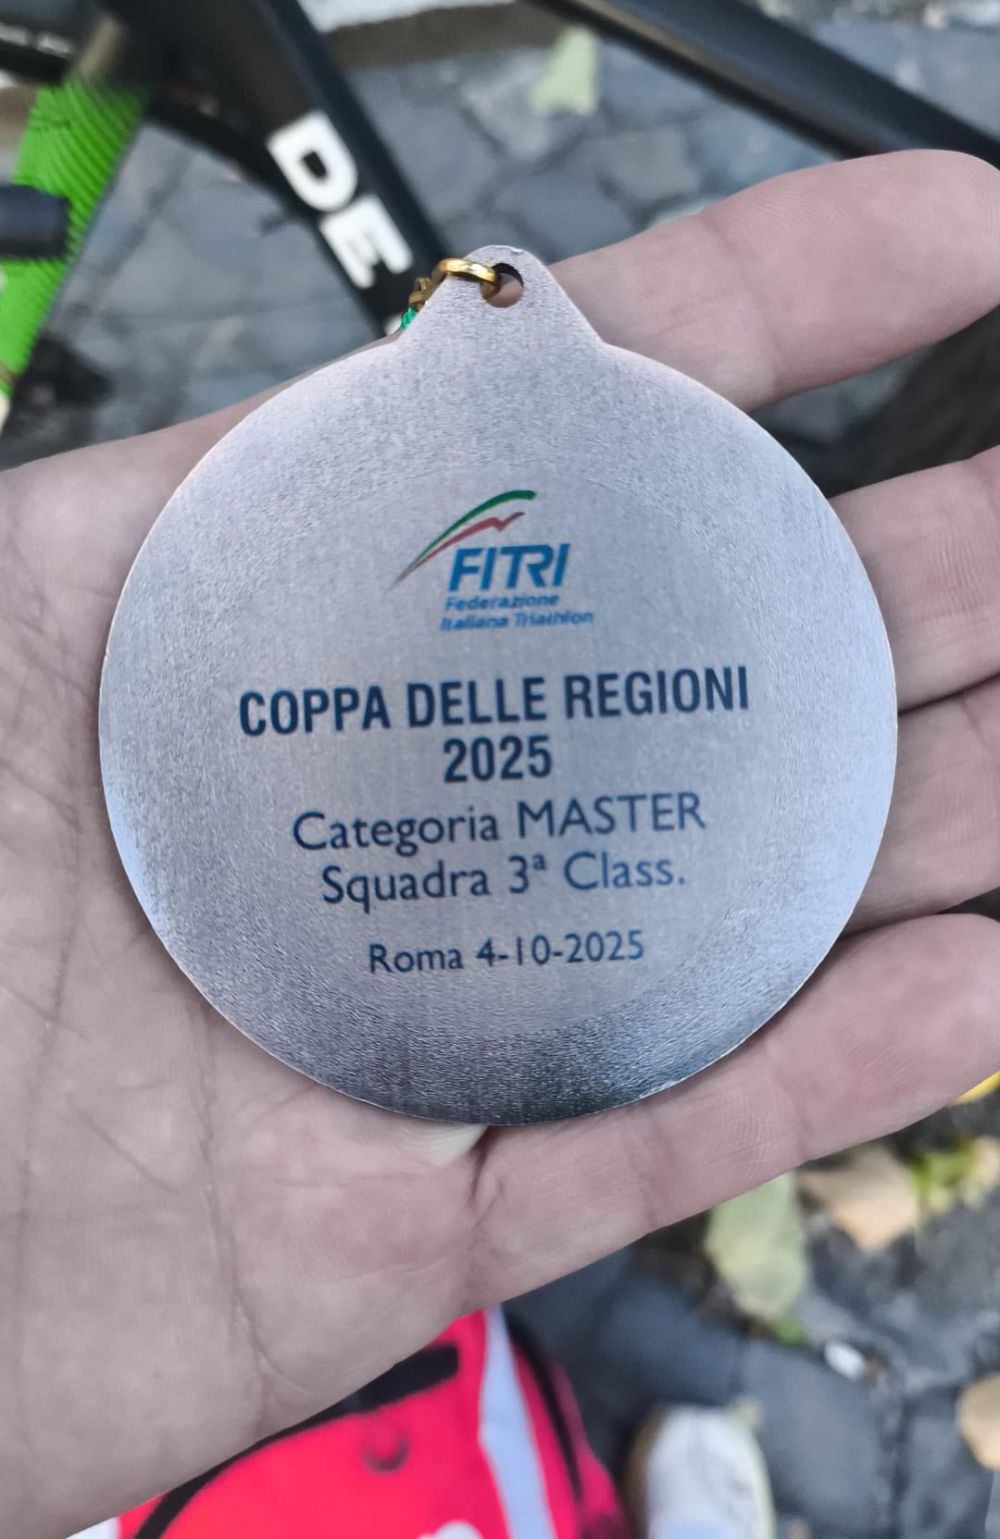 DE
FITRI
Federazione
Italiana Triathlon
COPPA DELLE REGIONI
2025
Categoria MASTER
Squadra 3ª Class.
Roma 4-10-2025